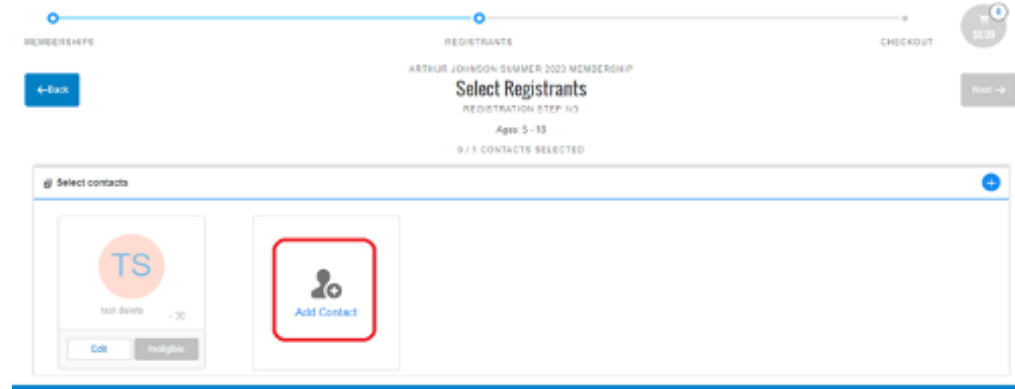 MEMBERSHIPS
REGISTRANTS
CHECKOUT
$0.00
ARTHUR JOHNSON SUMMER 2023 MEMBERSHIP
←Back
Select Registrants
Next →
REGISTRATION STEP 1/3
Ages: 5 - 18
0 / 1 CONTACTS SELECTED
Select contacts
TS
test delete
- 30
Edit
Ineligible
Add Contact